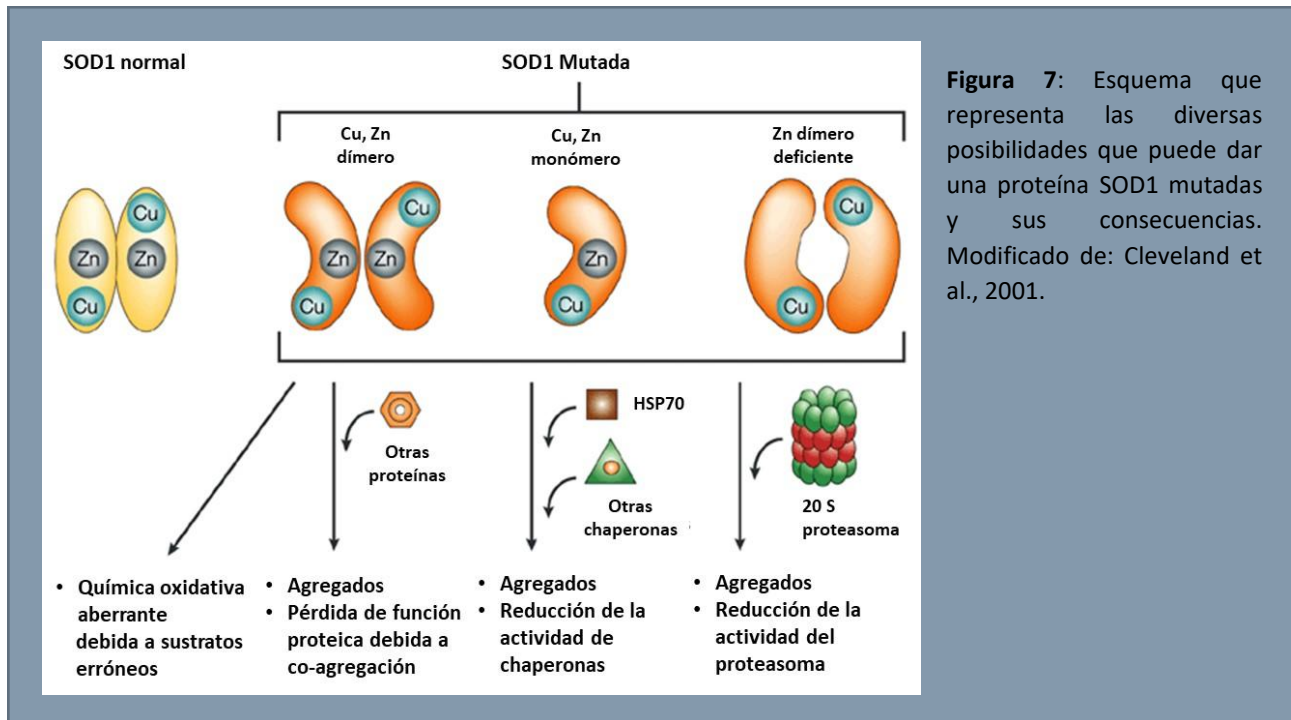 SOD1 normal
SOD1 Mutada
Cu, Zn
dímero
Cu, Zn
monómero
Zn dímero
deficiente
Cu
Zn
Zn
Cu
Cu
Zn
Zn
Cu
Zn
Cu
Cu
Cu
Otras
proteínas
HSP70
Otras
chaperonas
20 S
proteasoma
• Química oxidativa
aberrante
debida a sustratos
erróneos
• Agregados
• Pérdida de función
proteica debida a
co-agregación
• Agregados
• Reducción de la
actividad de
chaperonas
• Agregados
• Reducción de la
actividad del
proteasoma
Figura 7: Esquema que
representa las diversas
posibilidades que puede dar
una proteína SOD1 mutadas
y sus consecuencias.
Modificado de: Cleveland et
al., 2001.